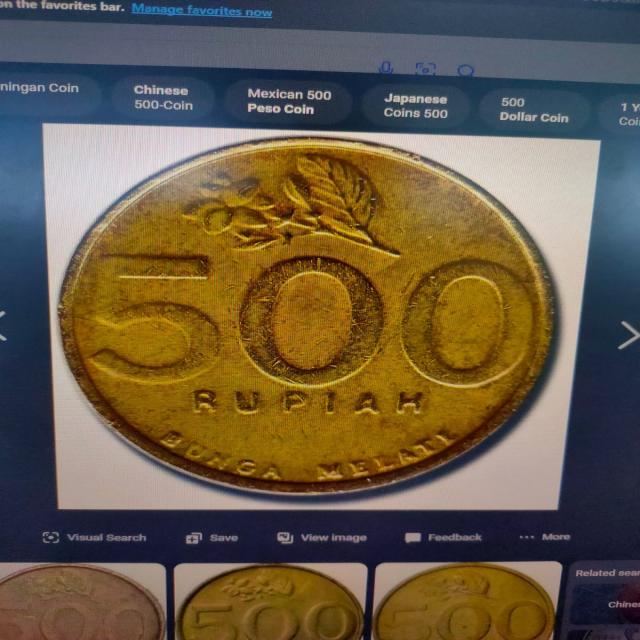 on the favorites bar. Manage favorites now
ningan Coin
Chinese
500-Coin
Mexican 500
Peso Coin
Japanese
Coins 500
500
Dollar Coin
1 Y
Coi
500
RUPIAH
BUNGA MELATI
Visual Search
Save
View image
Feedback
More
Related sear
Chine
500
500
500